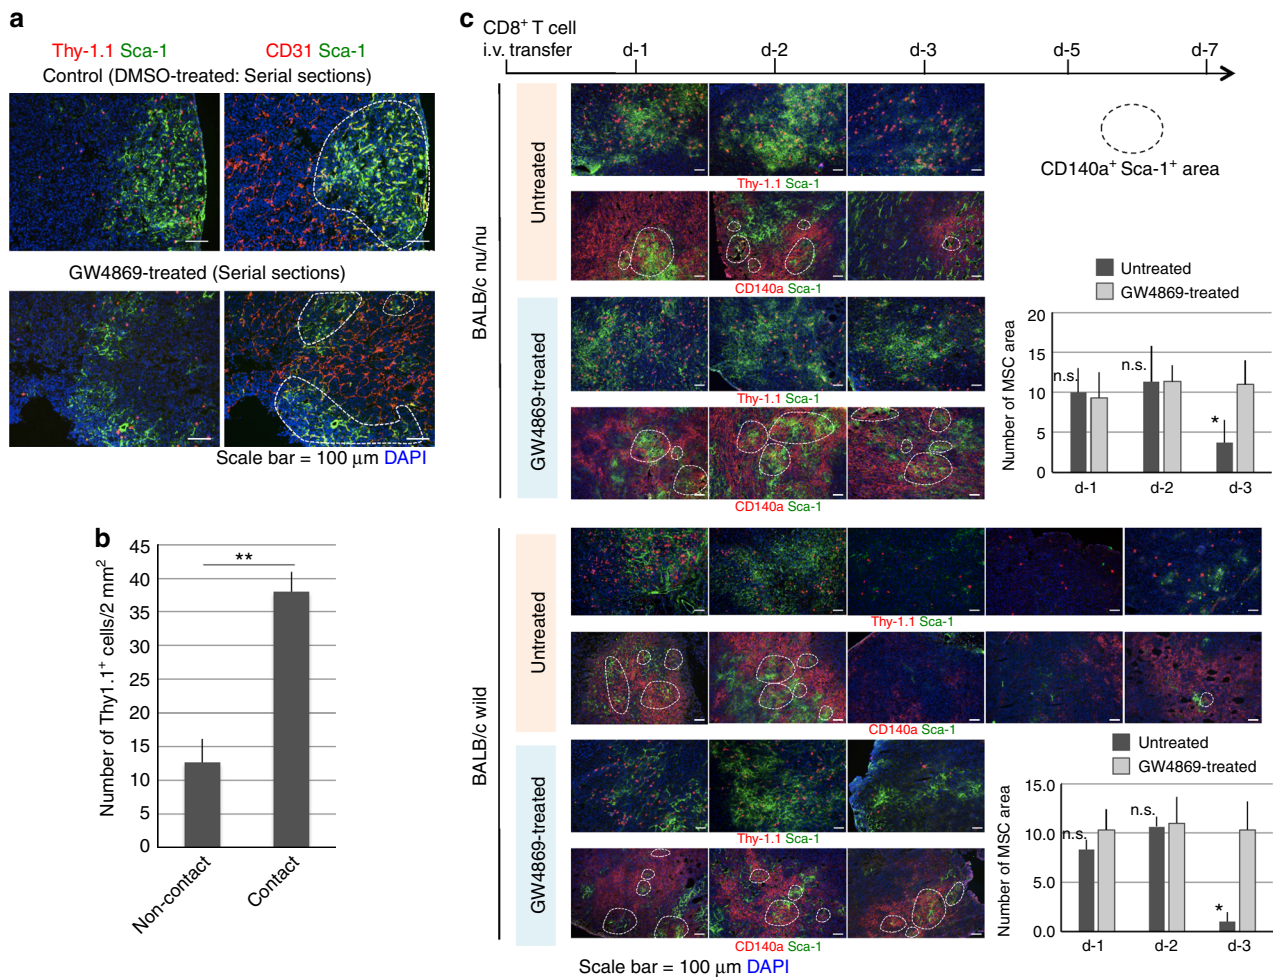 a
Thy-1.1 Sca-1
CD31 Sca-1
Control (DMSO-treated: Serial sections)
GW4869-treated (Serial sections)
Scale bar = 100 μm DAPI
b
Number of Thy1.1+ cells/2 mm²
45
40
35
30
25
20
15
10
5
0
**
Non-contact
Contact
c
CD8+ T cell
i.v. transfer
d-1
d-2
d-3
d-5
d-7
BALB/c nu/nu
Untreated
Thy-1.1 Sca-1
CD140a Sca-1
GW4869-treated
Thy-1.1 Sca-1
CD140a Sca-1
CD140a+ Sca-1+ area
Untreated
GW4869-treated
Number of MSC area
20
15
10
5
0
n.s.
n.s.
*
d-1
d-2
d-3
BALB/c wild
Untreated
Thy-1.1 Sca-1
CD140a Sca-1
GW4869-treated
Thy-1.1 Sca-1
CD140a Sca-1
Untreated
GW4869-treated
Number of MSC area
15.0
10.0
5.0
0.0
n.s.
n.s.
*
d-1
d-2
d-3
Scale bar = 100 μm DAPI